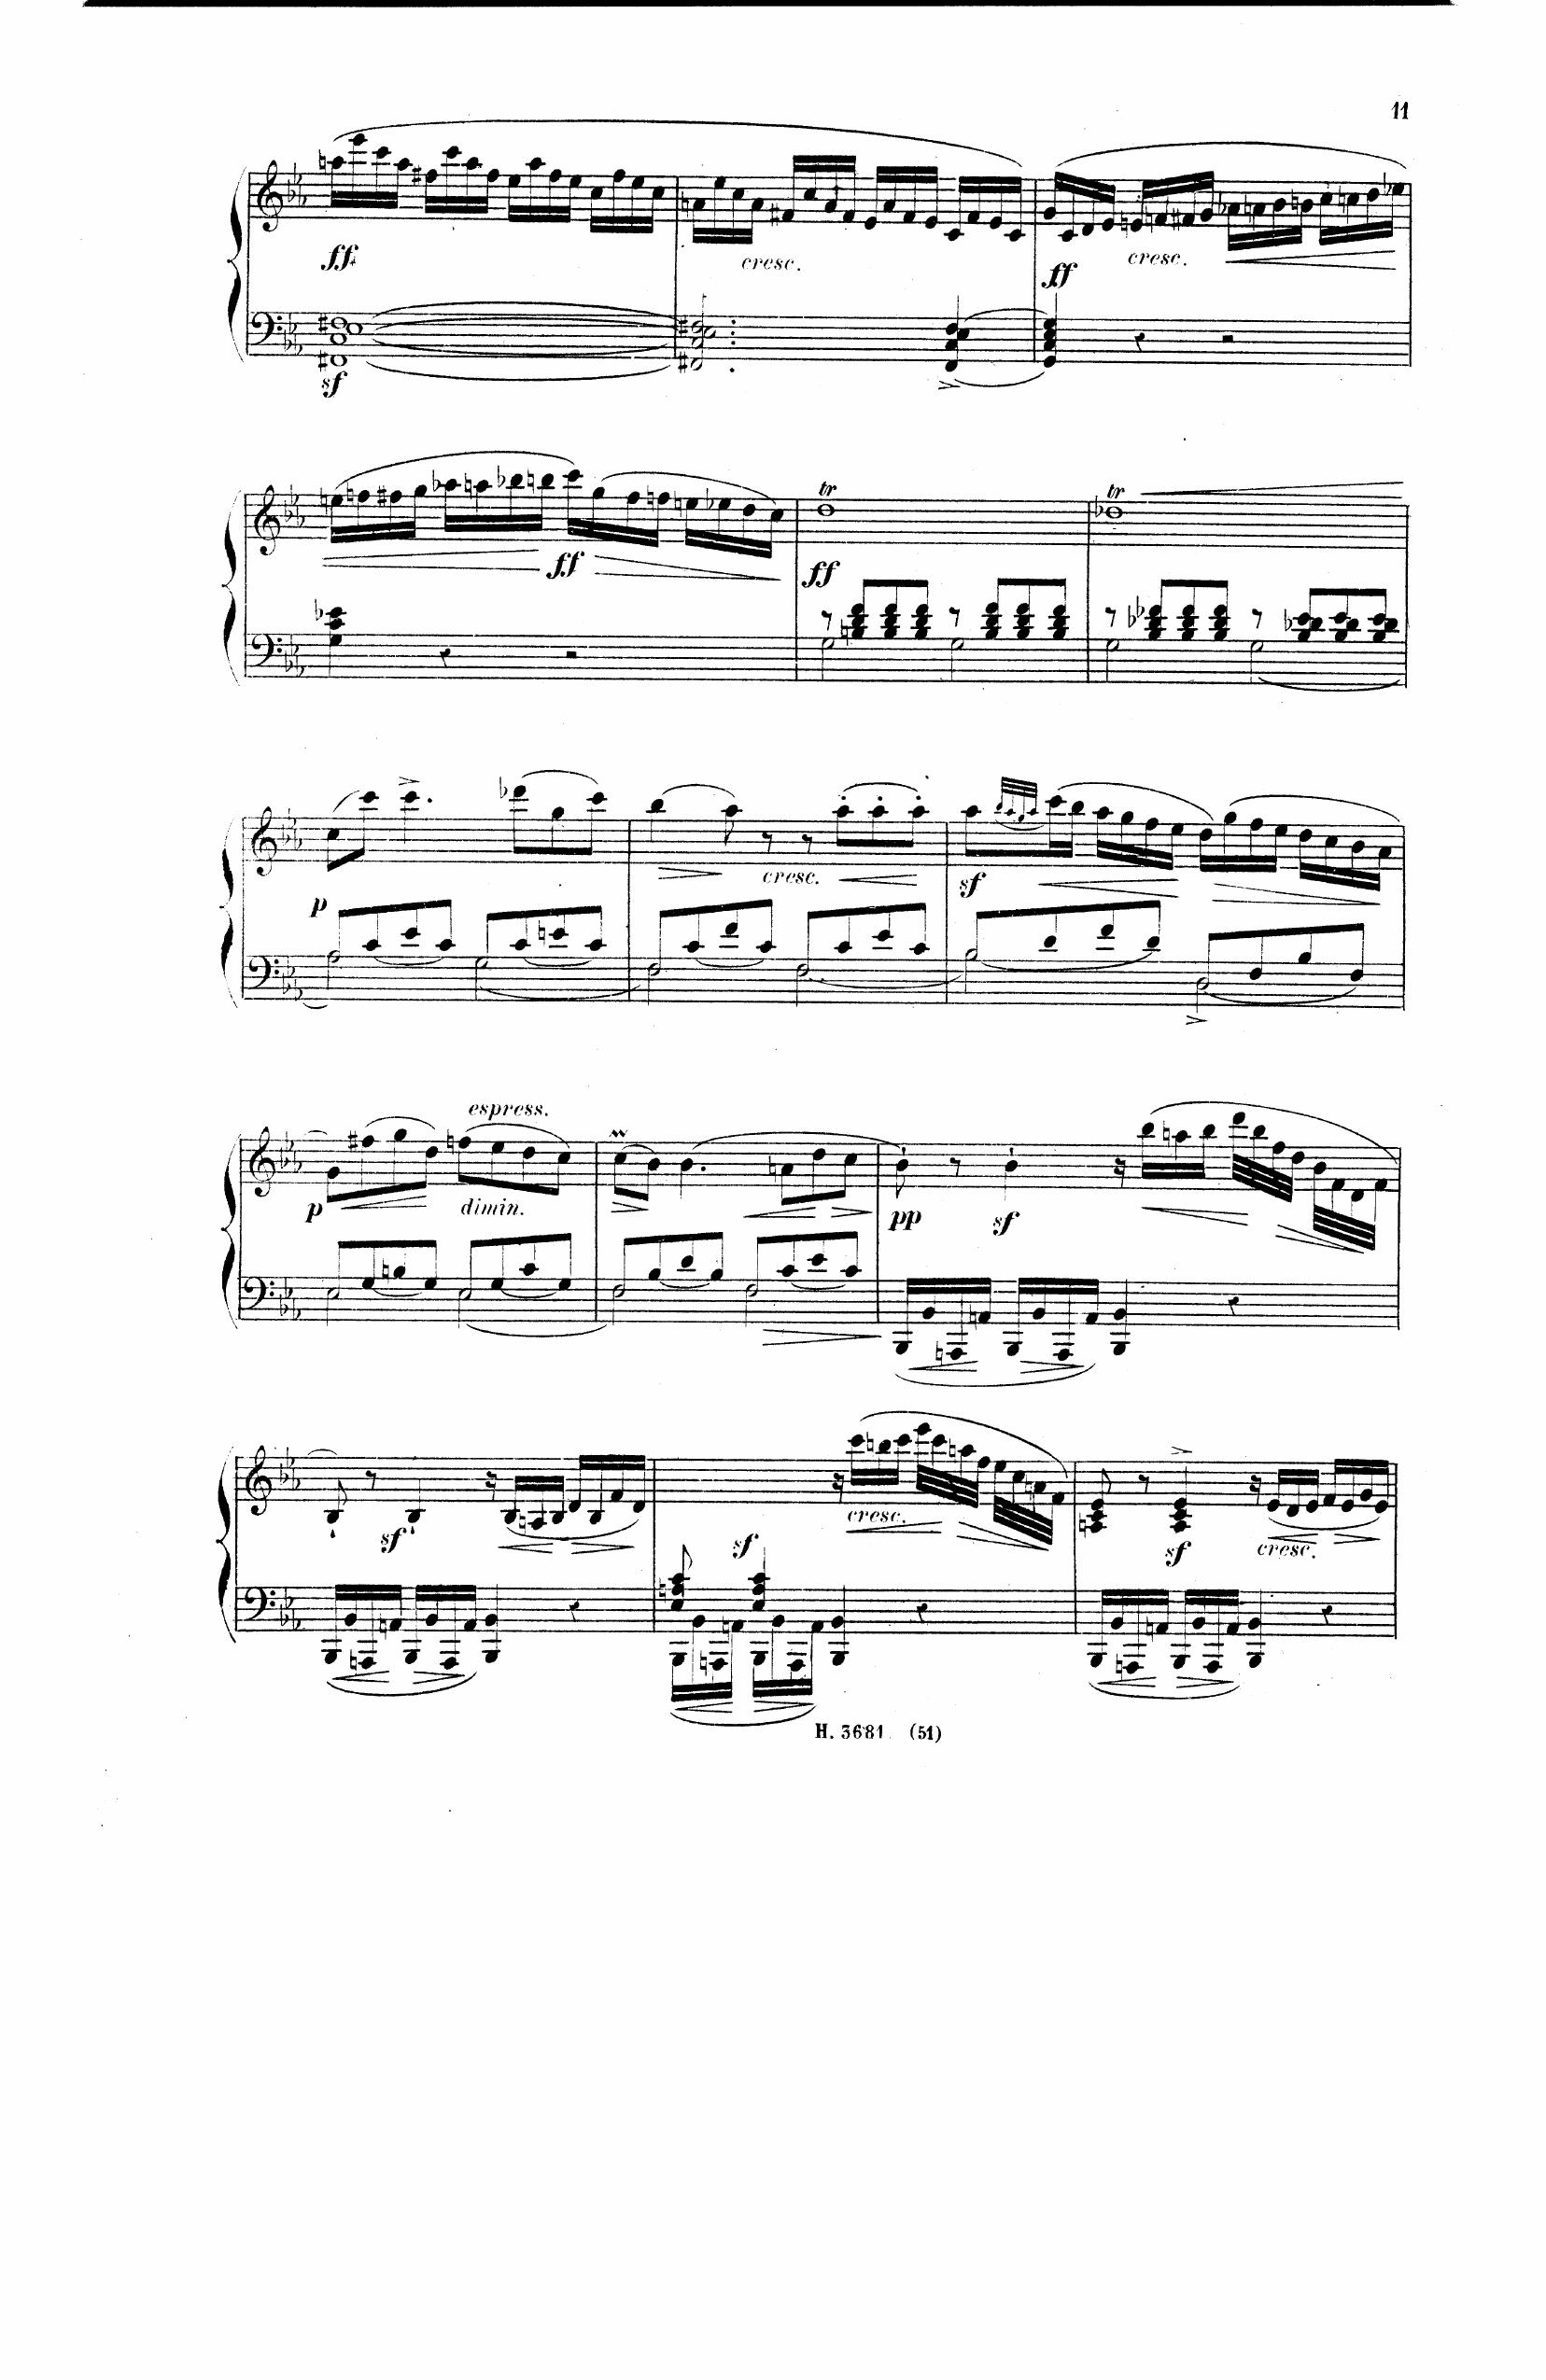 11
ff
cresc.
ff
cresc.
sf
tr
tr
ff
ff
p
cresc.
sf
espress.
p
dimin.
pp
sf
sf
cresc.
sf
sf
cresc.
H. 3681 (51)